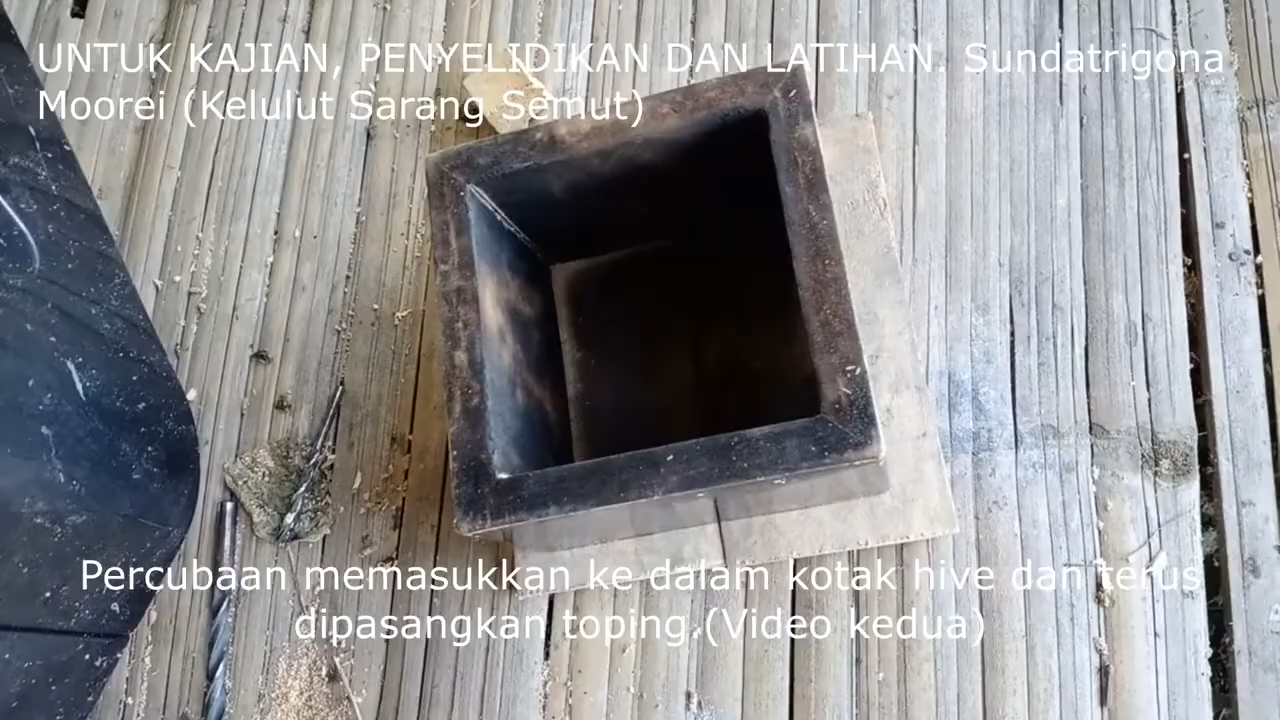 UNTUK KAJIAN, PENYELIDIKAN DAN LATIHAN. Sundatrigona
Moorei (Kelulut Sarang Semut)
Percubaan memasukkan ke dalam kotak hive dan terus
dipasangkan toping.(Video kedua)